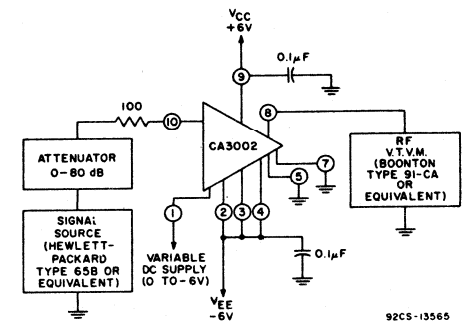 VCC
+6V
0.1µF
9
100
10
8
CA3002
ATTENUATOR
0-80 dB
7
RF
V.T.V.M.
(BOONTON
TYPE 91-CA
OR
EQUIVALENT)
5
1
2
3
4
SIGNAL
SOURCE
(HEWLETT-
PACKARD
TYPE 65B OR
EQUIVALENT)
VARIABLE
DC SUPPLY
(0 TO-6V)
0.1µF
VEE
-6V
92CS-13565